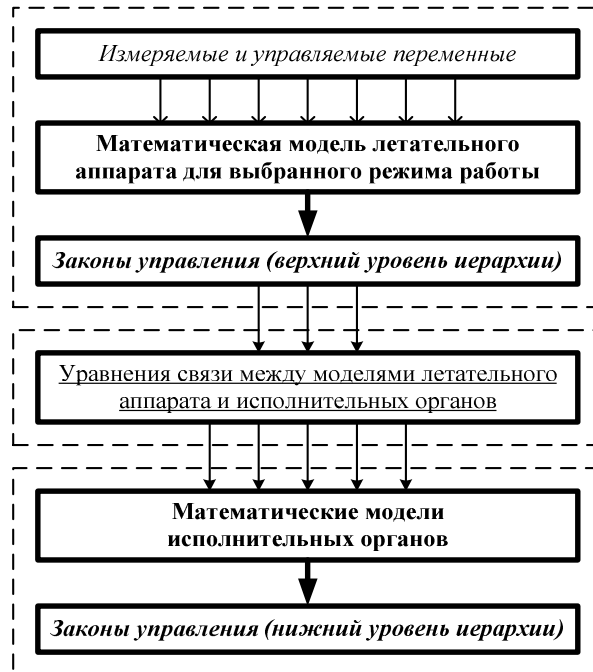 Измеряемые и управляемые переменные
Математическая модель летательного
аппарата для выбранного режима работы
Законы управления (верхний уровень иерархии)
Уравнения связи между моделями летательного
аппарата и исполнительных органов
Математические модели
исполнительных органов
Законы управления (нижний уровень иерархии)